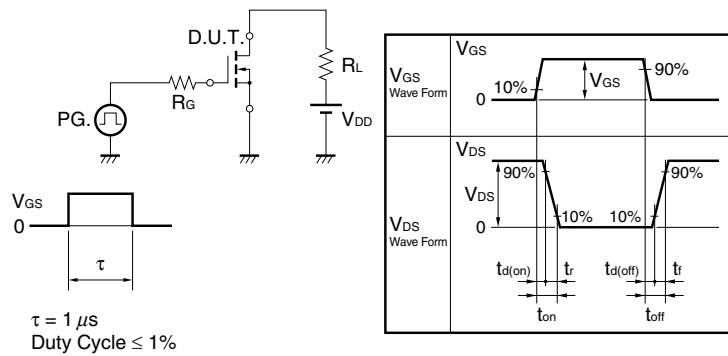 D.U.T.
RL
RG
PG.
VDD
VGS
0
τ
τ = 1 μs
Duty Cycle ≤ 1%
VGS
Wave Form
VGS
10%
0
VGS
90%
VDS
Wave Form
VDS
90%
VDS
0
10%
10%
90%
td(on)
tr
td(off)
tf
ton
toff